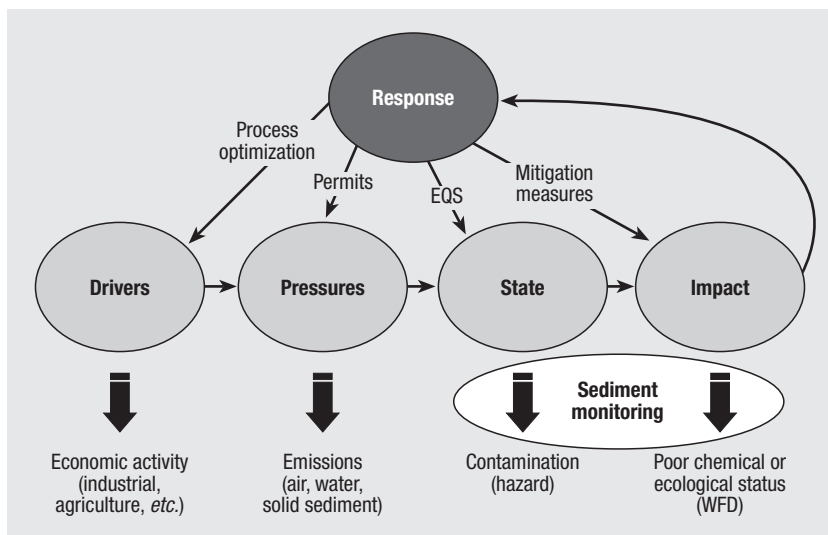 Response
Process
optimization
Permits
EQS
Mitigation
measures
Drivers
Pressures
State
Impact
Sediment
monitoring
Economic activity
(industrial,
agriculture, etc.)
Emissions
(air, water,
solid sediment)
Contamination
(hazard)
Poor chemical or
ecological status
(WFD)